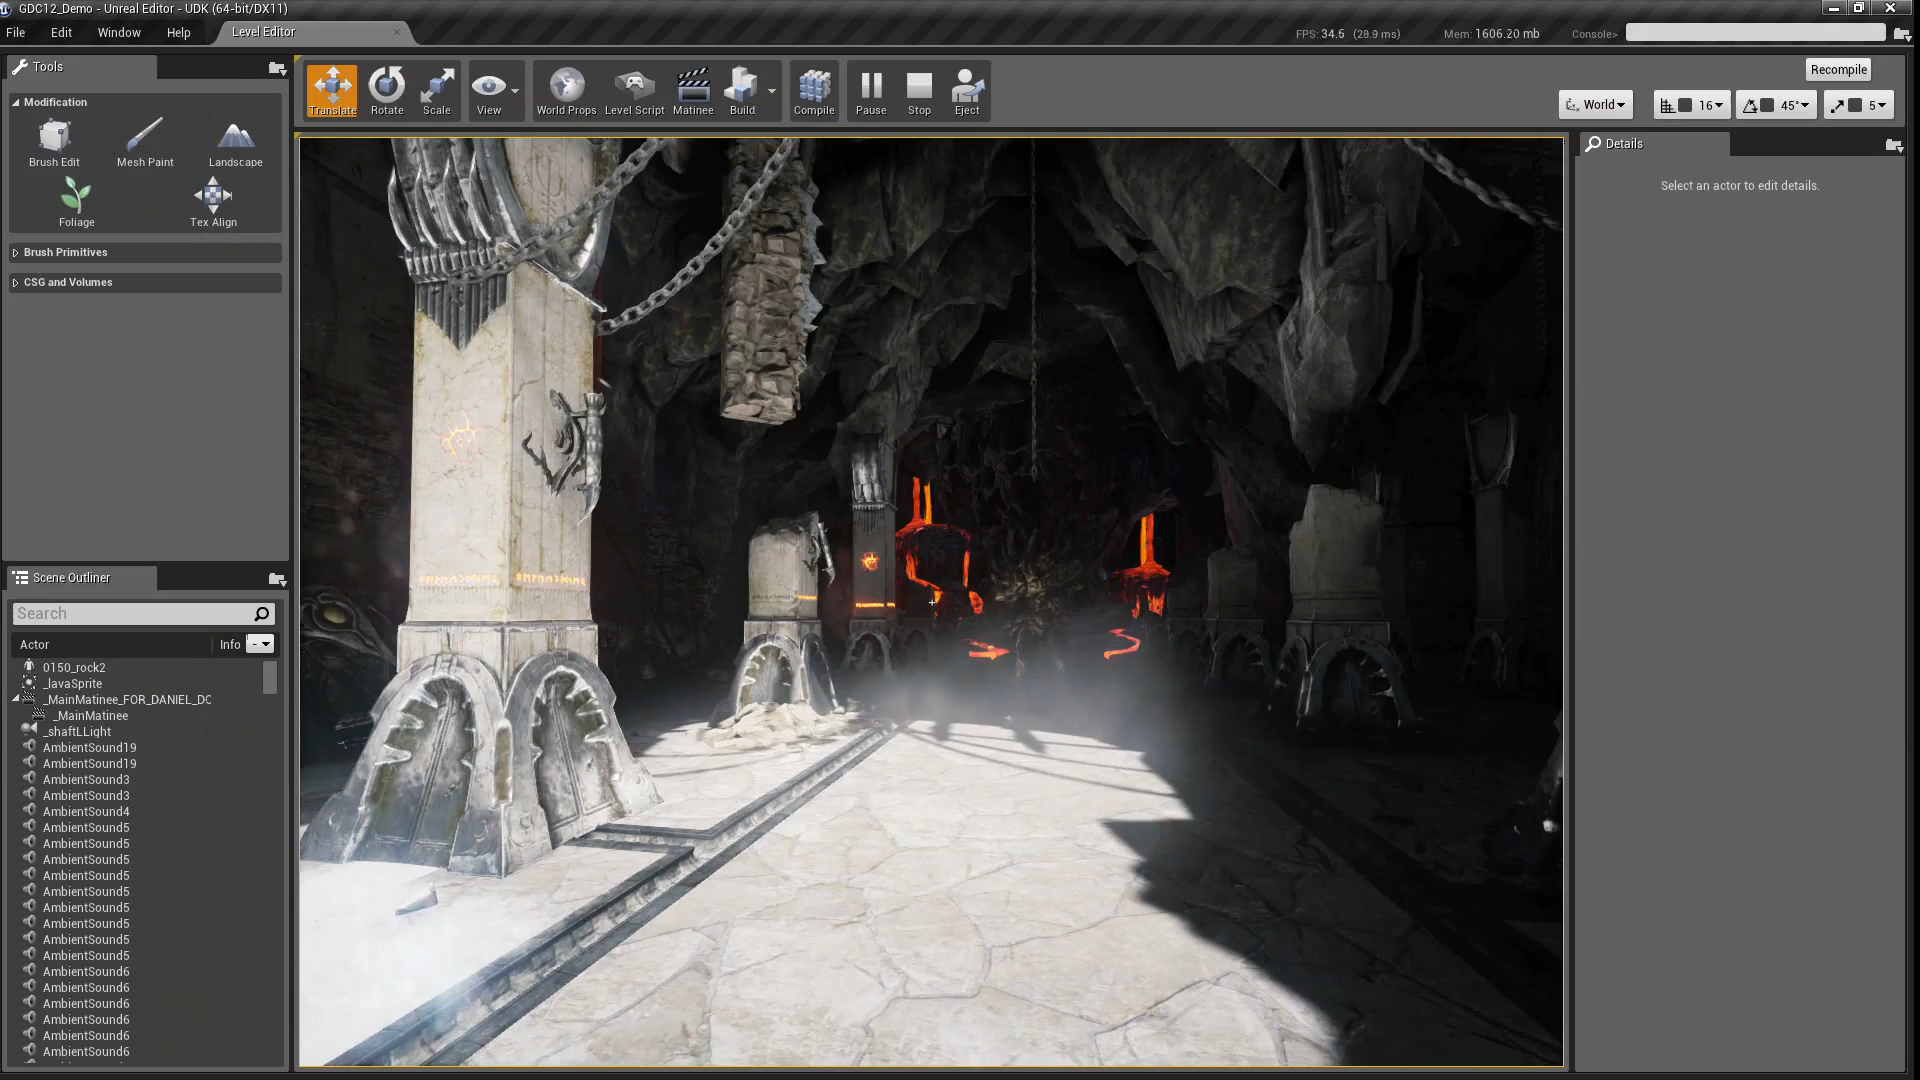 GDC12_Demo - Unreal Editor - UDK (64-bit/DX11)
File Edit Window Help
Level Editor
FPS: 34.5 (28.9 ms)
Mem: 1606.20 mb
Console>
Tools
Recompile
Modification
Brush Edit
Mesh Paint
Landscape
Foliage
Tex Align
Brush Primitives
CSG and Volumes
Translate
Rotate
Scale
View
World Props
Level Script
Matinee
Build
Compile
Pause
Stop
Eject
World
16
45°
5
Details
Select an actor to edit details.
Scene Outliner
Search
Actor Info -
0150_rock2
_lavaSprite
_MainMatinee_FOR_DANIEL_DO
_MainMatinee
_shaftLLight
AmbientSound19
AmbientSound19
AmbientSound3
AmbientSound3
AmbientSound4
AmbientSound5
AmbientSound5
AmbientSound5
AmbientSound5
AmbientSound5
AmbientSound5
AmbientSound5
AmbientSound5
AmbientSound5
AmbientSound6
AmbientSound6
AmbientSound6
AmbientSound6
AmbientSound6
AmbientSound6